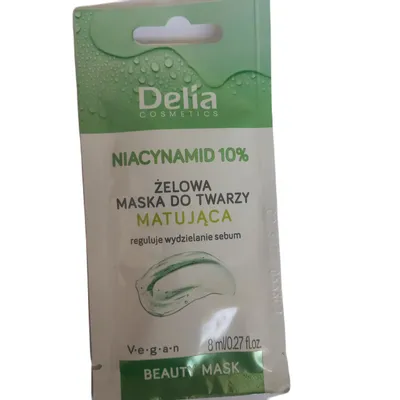 Delia
COSMETICS
NIACYNAMID 10%
ŻELOWA
MASKA DO TWARZY
MATUJĄCA
reguluje wydzielanie sebum
V•e•g•a•n
8 ml/0.27 fl.oz.
BEAUTY MASK